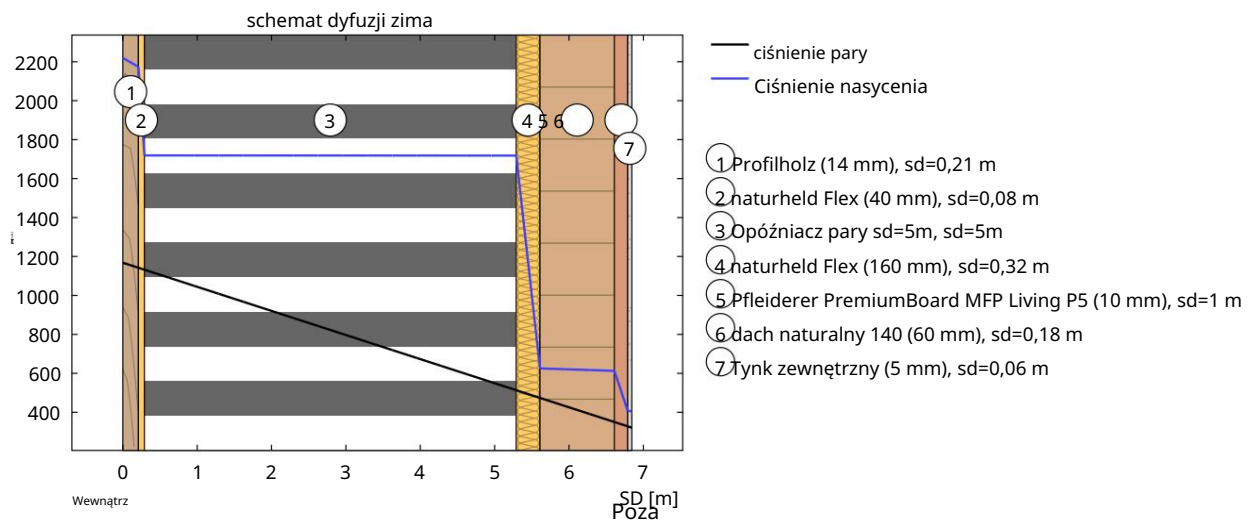 schemat dyfuzji zima
2200
2000
1800
1600
1400
1200
1000
800
600
400
1
2
3
4 5 6
7
0 1 2 3 4 5 6 7
Wewnątrz
SD [m]
Poza
ciśnienie pary
Ciśnienie nasycenia
1 Profilholz (14 mm), sd=0,21 m
2 naturheld Flex (40 mm), sd=0,08 m
3 Opóźniacz pary sd=5m, sd=5m
4 naturheld Flex (160 mm), sd=0,32 m
5 Pfleiderer PremiumBoard MFP Living P5 (10 mm), sd=1 m
6 dach naturalny 140 (60 mm), sd=0,18 m
7 Tynk zewnętrzny (5 mm), sd=0,06 m